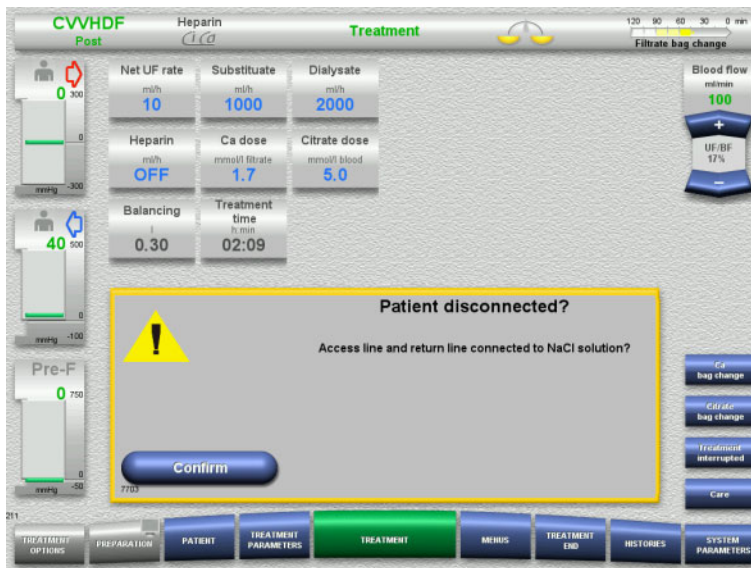 CVVHDF
Post
Heparin
CiCa
Treatment
120 90 60 30 0 min
Filtrate bag change
0
300
0
-300
mmHg
40
500
0
-100
mmHg
Pre-F
0
750
0
-50
mmHg
Net UF rate
ml/h
10
Substituate
ml/h
1000
Dialysate
ml/h
2000
Heparin
ml/h
OFF
Ca dose
mmol/l filtrate
1.7
Citrate dose
mmol/l blood
5.0
Balancing
l
0.30
Treatment
time
h:min
02:09
Blood flow
ml/min
100
+
UF/BF
17%
–
!
Patient disconnected?
Access line and return line connected to NaCl solution?
Confirm
7703
Ca
bag change
Citrate
bag change
Treatment
interrupted
Care
211
TREATMENT
OPTIONS
PREPARATION
PATIENT
TREATMENT
PARAMETERS
TREATMENT
MENUS
TREATMENT
END
HISTORIES
SYSTEM
PARAMETERS